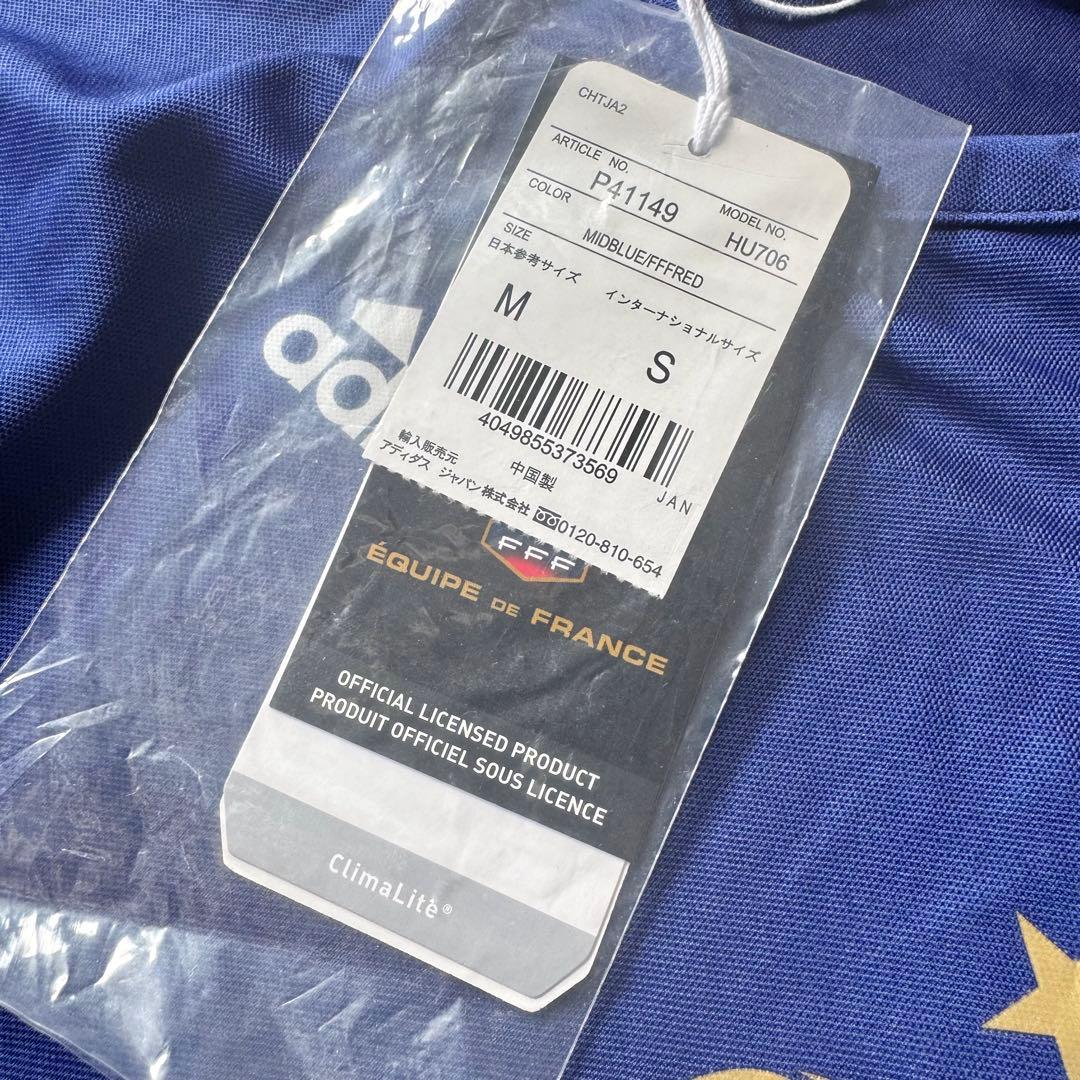 CHTJA2
ARTICLE NO.
P41149
MODEL NO.
HU706
COLOR
MIDBLUE/FFFRED
SIZE
日本参考サイズ
インターナショナルサイズ
M
S
4049855373569
JAN
輸入販売元
中国製
アディダス ジャパン株式会社 0120-810-654
adi
FFF
ÉQUIPE DE FRANCE
OFFICIAL LICENSED PRODUCT
PRODUIT OFFICIEL SOUS LICENCE
ClimaLite®